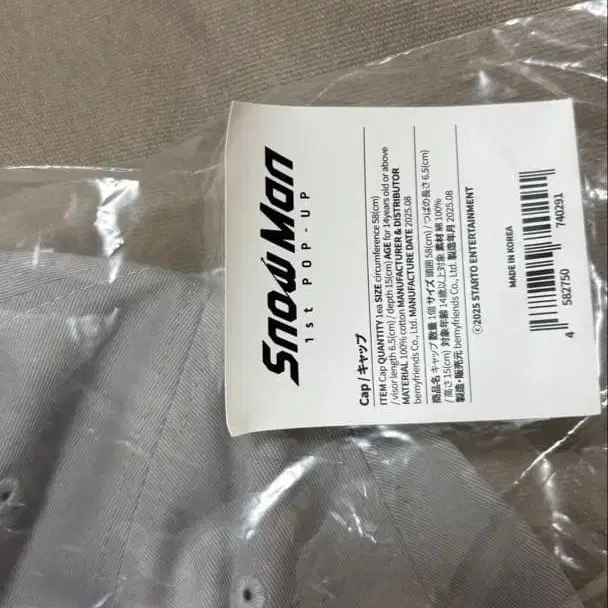 Snow Man
1st POP-UP
Cap / キャップ
ITEM Cap QUANTITY 1ea SIZE circumference 58(cm)
/ visor length 6.5(cm) / depth 15(cm) AGE for 14years old or above
MATERIAL 100% cotton MANUFACTURER & DISTRIBUTOR
bemyfriends Co., Ltd. MANUFACTURE DATE 2025.08
商品名 キャップ 数量 1個 サイズ 頭囲 58(cm) / つばの長さ 6.5(cm)
/ 高さ 15(cm) 対象年齢 14歳以上対象 素材 綿 100%
製造・販売元 bemyfriends Co., Ltd. 製造年月 2025.08
©2025 STARTO ENTERTAINMENT
MADE IN KOREA
4 582750 740291